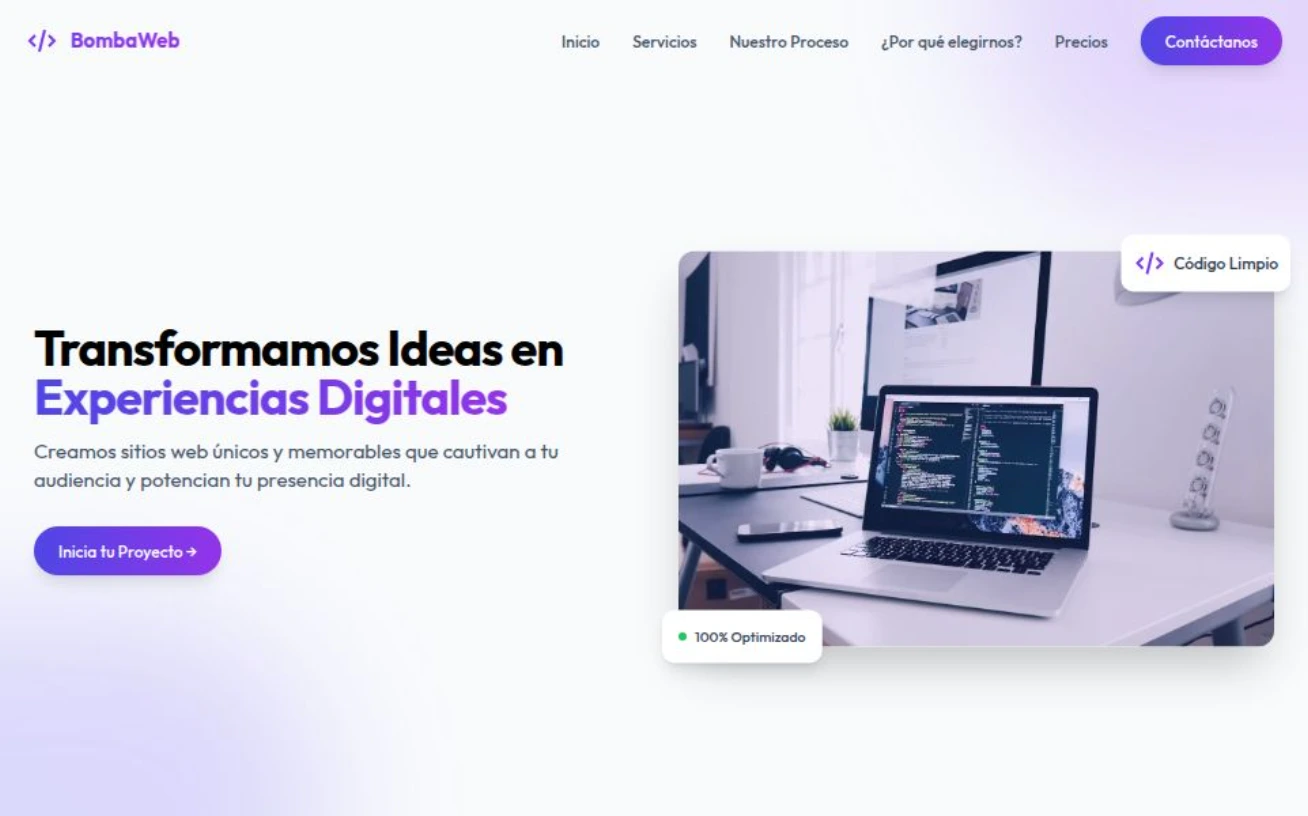 </> BombaWeb
Inicio
Servicios
Nuestro Proceso
¿Por qué elegirnos?
Precios
Contáctanos
</> Código Limpio
Transformamos Ideas en
Experiencias Digitales
Creamos sitios web únicos y memorables que cautivan a tu
audiencia y potencian tu presencia digital.
Inicia tu Proyecto →
100% Optimizado